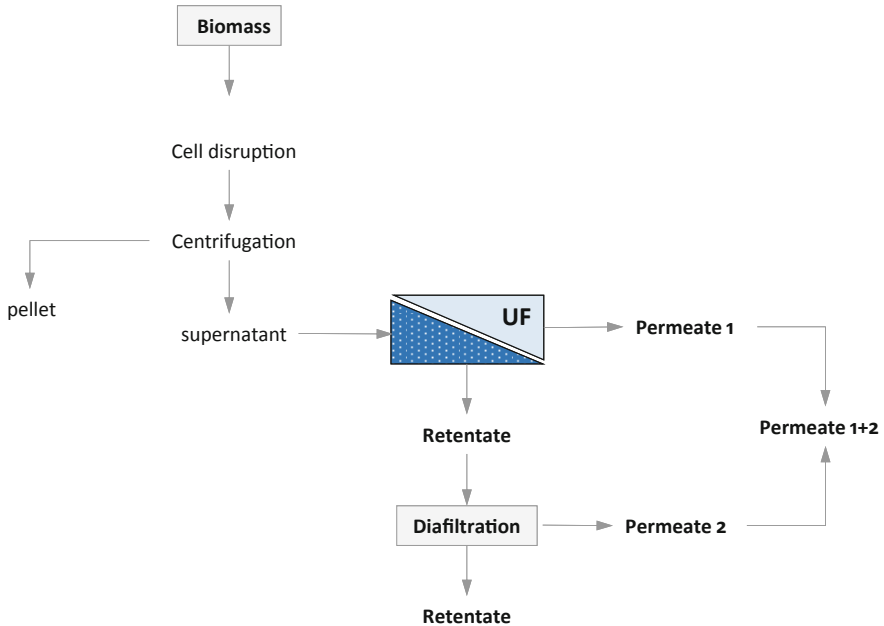 Biomass
Cell disruption
Centrifugation
pellet
supernatant
UF
Permeate 1
Retentate
Permeate 1+2
Diafiltration
Permeate 2
Retentate